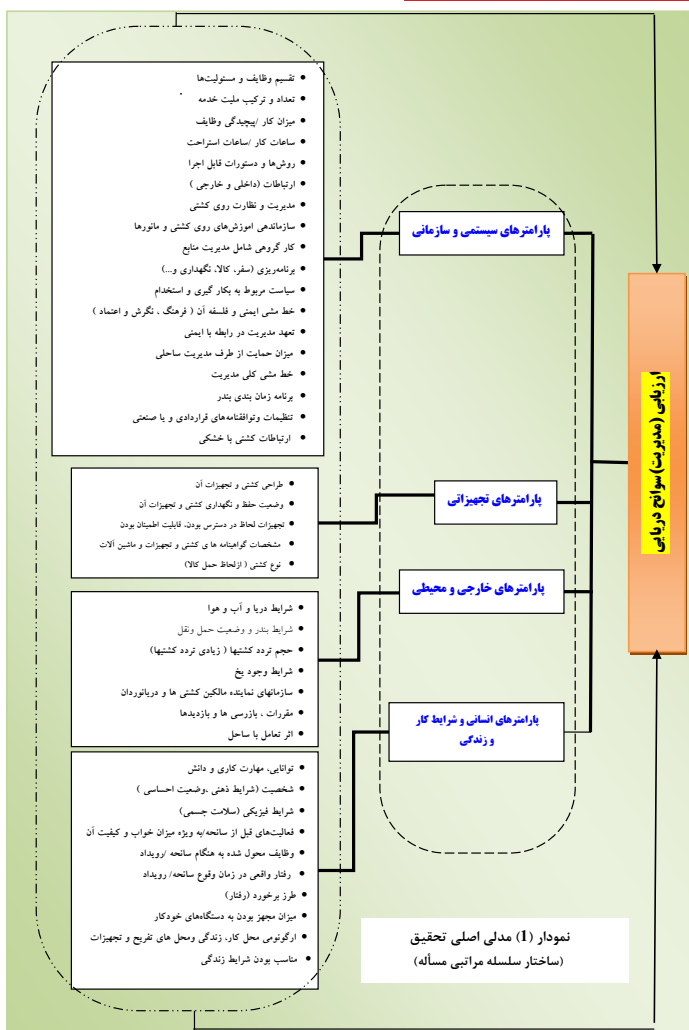 ارزیابی (مدیریت) سوانح دریایی
پارامترهای سیستمی و سازمانی
تقسیم وظایف و مسئولیت‌ها
تعداد و ترکیب ملیت خدمه
میزان کار /پیچیدگی وظایف
ساعات کار /ساعات استراحت
روش‌ها و دستورات قابل اجرا
ارتباطات (داخلی و خارجی )
مدیریت و نظارت روی کشتی
سازماندهی اموزش‌های روی کشتی و مانورها
کار گروهی شامل مدیریت منابع
برنامه‌ریزی (سفر، کالا، نگهداری و...)
سیاست مربوط به بکار گیری و استخدام
خط مشی ایمنی و فلسفه آن ( فرهنگ ، نگرش و اعتماد )
تعهد مدیریت در رابطه با ایمنی
میزان حمایت از طرف مدیریت ساحلی
خط مشی کلی مدیریت
برنامه زمان بندی بندر
تنظیمات وتوافقنامه‌های قراردادی و یا صنعتی
ارتباطات کشتی با خشکی
پارامترهای تجهیزاتی
طراحی کشتی و تجهیزات آن
وضعیت حفظ و نگهداری کشتی و تجهیزات آن
تجهیزات لحاظ در دسترس بودن، قابلیت اطمینان بودن
مشخصات گواهینامه ها ی کشتی و تجهیزات و ماشین آلات
نوع کشتی ( ازلحاظ حمل کالا)
پارامترهای خارجی و محیطی
شرایط دریا و آب و هوا
شرایط بندر و وضعیت حمل ونقل
حجم تردد کشتیها ( زیادی تردد کشتیها)
شرایط وجود یخ
سازمانهای نماینده مالکین کشتی ها و دریانوردان
مقررات ، بازرسی ها و بازدیدها
اثر تعامل با ساحل
پارامترهای انسانی و شرایط کار
و زندگی
توانایی، مهارت کاری و دانش
شخصیت (شرایط ذهنی ،وضعیت احساسی )
شرایط فیزیکی (سلامت جسمی)
فعالیت‌های قبل از سانحه/به ویژه میزان خواب و کیفیت آن
وظایف محول شده به هنگام سانحه /رویداد
رفتار واقعی در زمان وقوع سانحه/ رویداد
طرز برخورد (رفتار)
میزان مجهز بودن به دستگاه‌های خودکار
ارگونومی محل کار، زندگی ومحل های تفریح و تجهیزات
مناسب بودن شرایط زندگی
نمودار (1) مدلی اصلی تحقیق
(ساختار سلسله مراتبی مسأله)